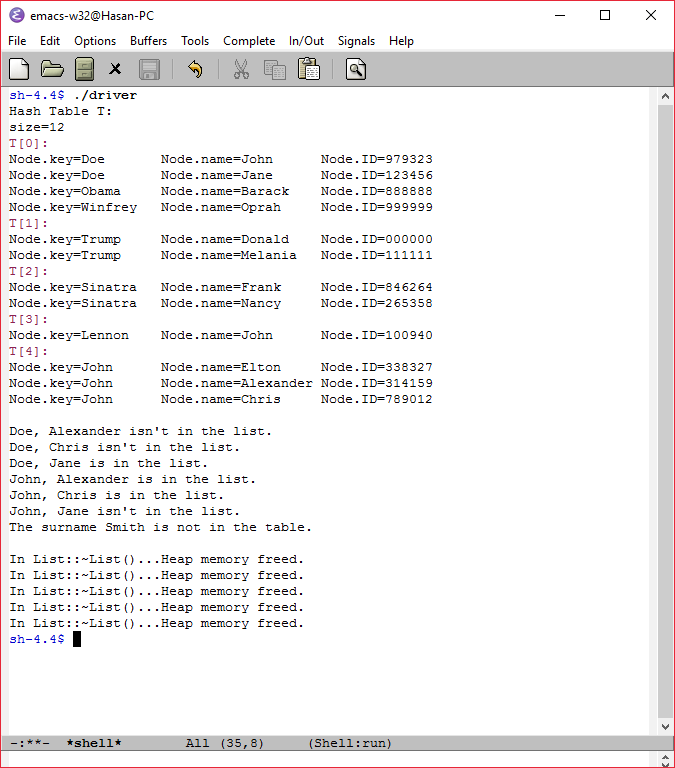 emacs-w32@Hasan-PC
File Edit Options Buffers Tools Complete In/Out Signals Help
sh-4.4$ ./driver
Hash Table T:
size=12
T[0]:
Node.key=Doe       Node.name=John      Node.ID=979323
Node.key=Doe       Node.name=Jane      Node.ID=123456
Node.key=Obama     Node.name=Barack    Node.ID=888888
Node.key=Winfrey   Node.name=Oprah     Node.ID=999999
T[1]:
Node.key=Trump     Node.name=Donald    Node.ID=000000
Node.key=Trump     Node.name=Melania   Node.ID=111111
T[2]:
Node.key=Sinatra   Node.name=Frank     Node.ID=846264
Node.key=Sinatra   Node.name=Nancy     Node.ID=265358
T[3]:
Node.key=Lennon    Node.name=John      Node.ID=100940
T[4]:
Node.key=John      Node.name=Elton     Node.ID=338327
Node.key=John      Node.name=Alexander Node.ID=314159
Node.key=John      Node.name=Chris     Node.ID=789012

Doe, Alexander isn't in the list.
Doe, Chris isn't in the list.
Doe, Jane is in the list.
John, Alexander is in the list.
John, Chris is in the list.
John, Jane isn't in the list.
The surname Smith is not in the table.

In List::~List()...Heap memory freed.
In List::~List()...Heap memory freed.
In List::~List()...Heap memory freed.
In List::~List()...Heap memory freed.
In List::~List()...Heap memory freed.
sh-4.4$
-:**-  *shell*        All (35,8)     (Shell:run)